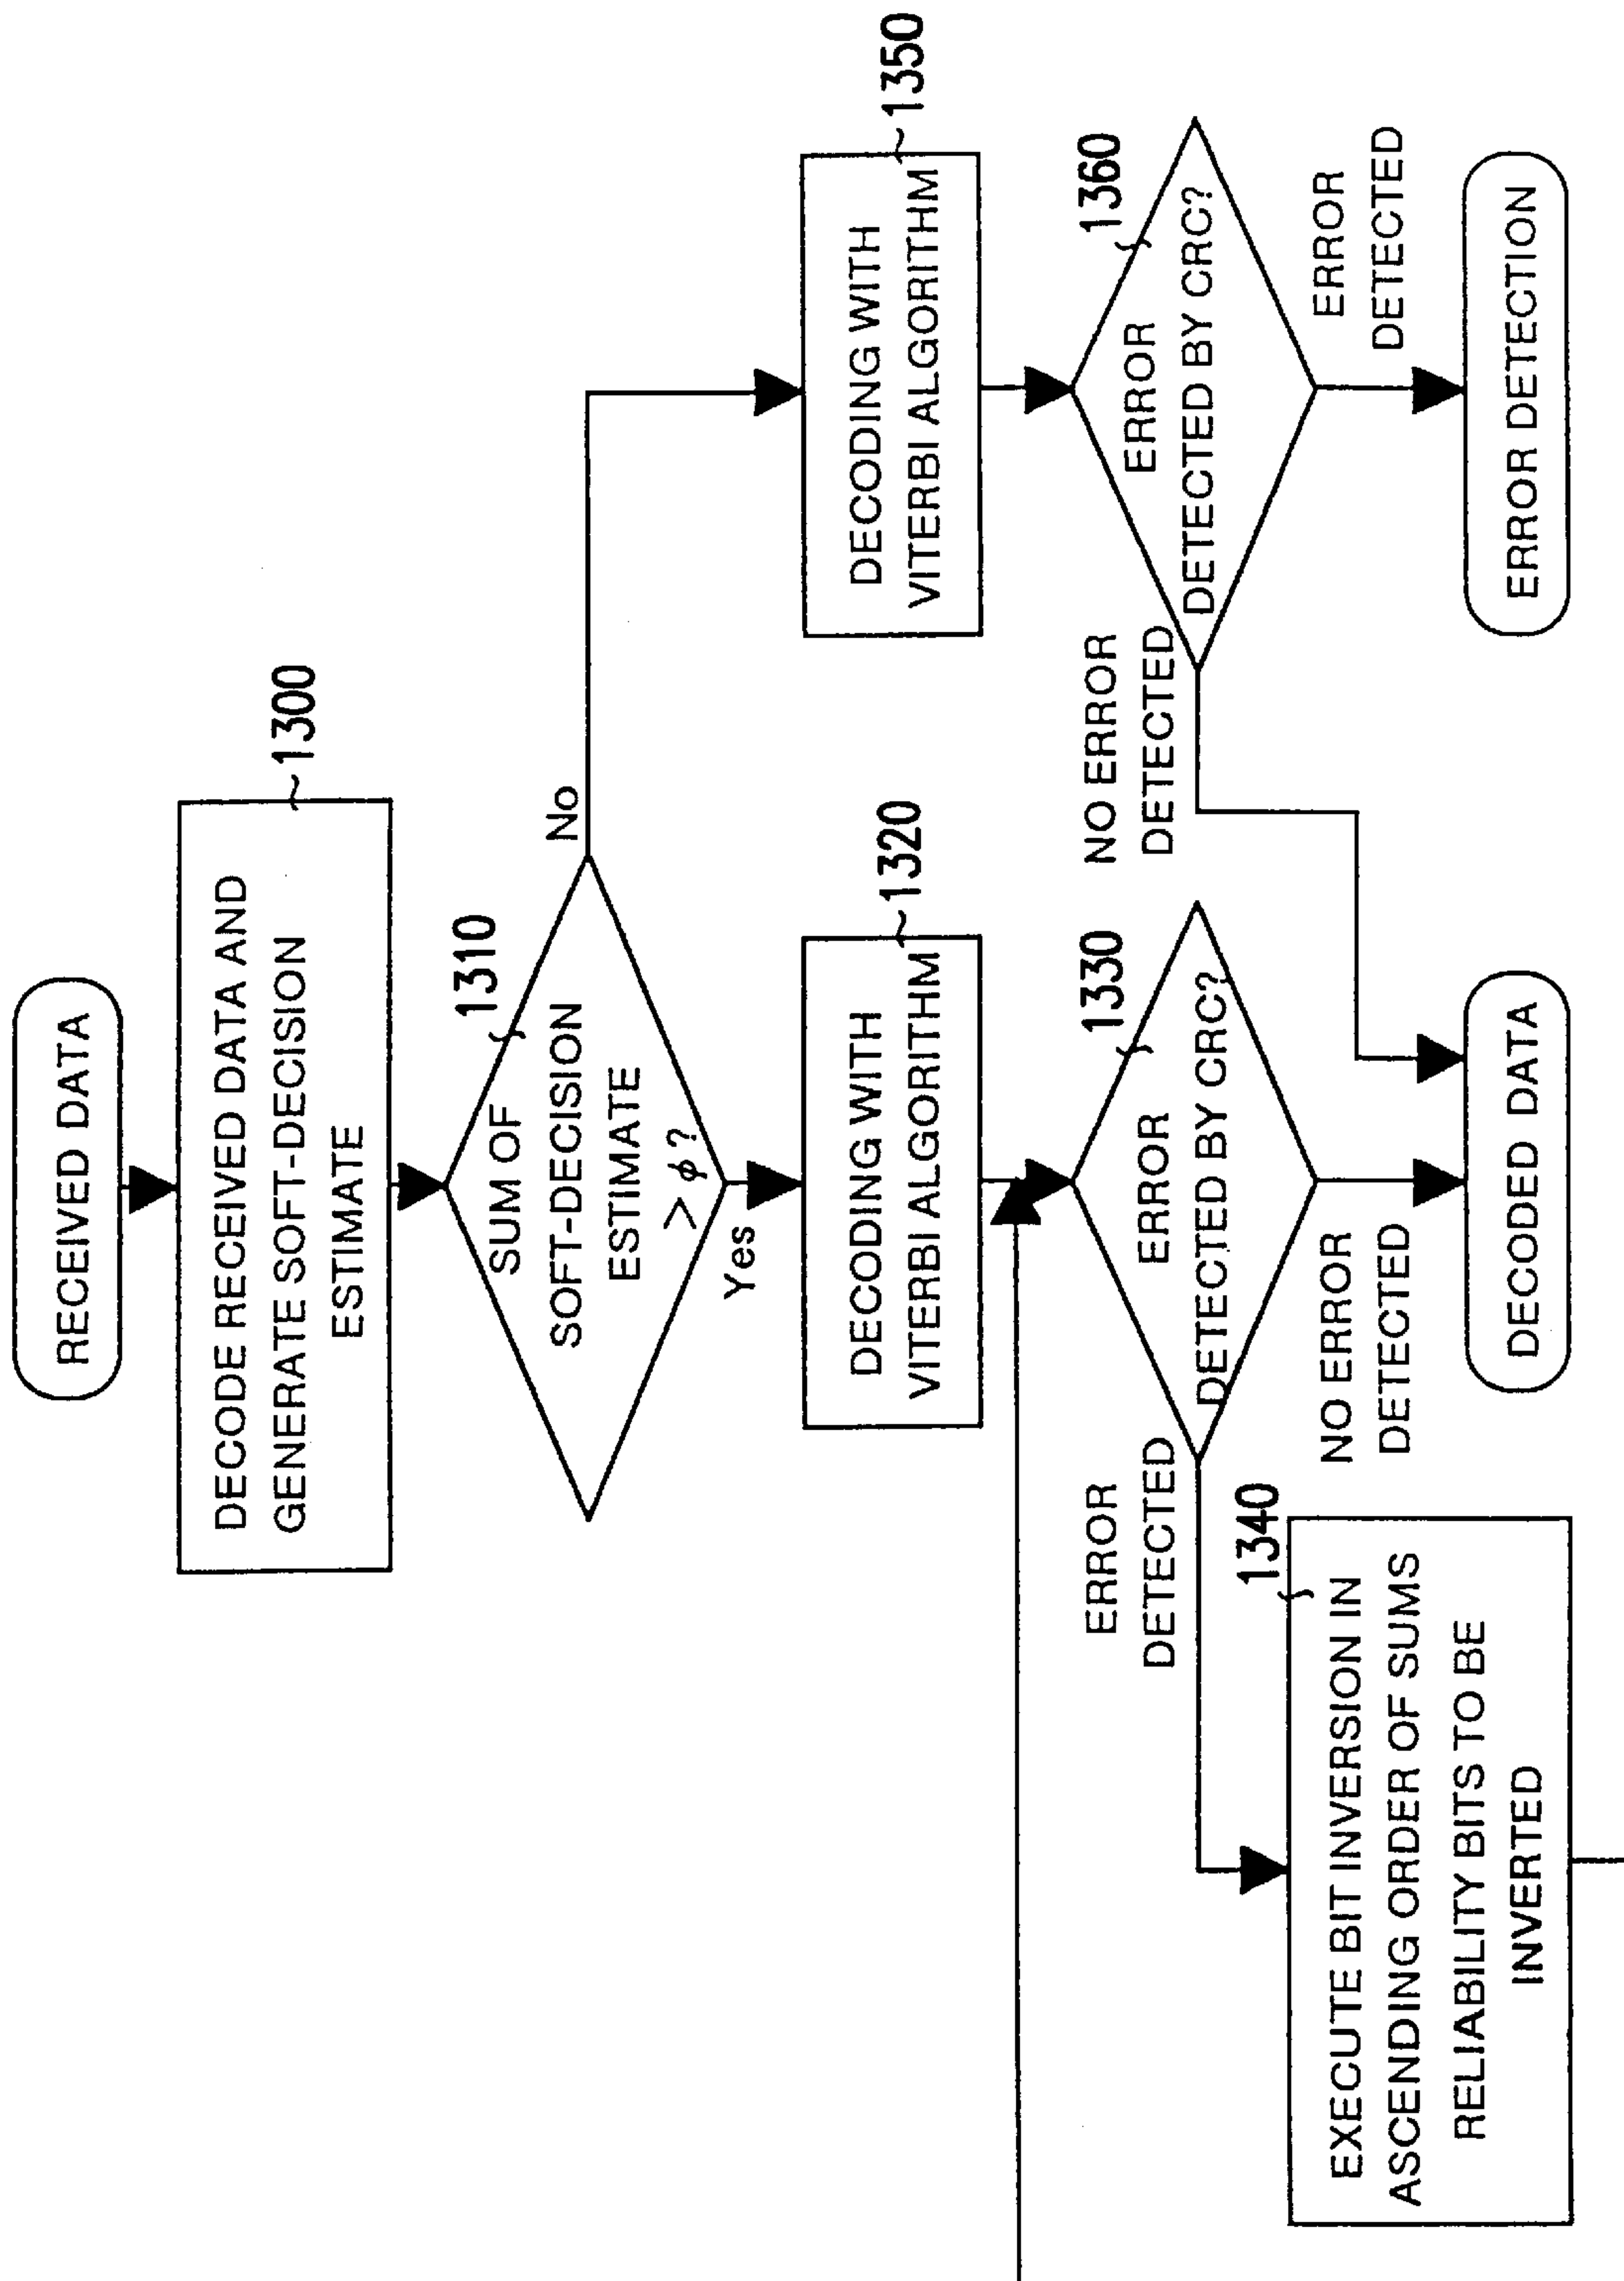 RECEIVED DATA
DECODE RECEIVED DATA AND
GENERATE SOFT-DECISION
ESTIMATE
~1300
SUM OF
SOFT-DECISION
ESTIMATE
> φ ?
1310
No
Yes
DECODING WITH
VITERBI ALGORITHM
~1320
DECODING WITH
VITERBI ALGORITHM
~1350
ERROR
DETECTED BY CRC?
1330
ERROR
DETECTED
NO ERROR
DETECTED
ERROR
DETECTED BY CRC?
1360
NO ERROR
DETECTED
ERROR
DETECTED
1340
EXECUTE BIT INVERSION IN
ASCENDING ORDER OF SUMS
RELIABILITY BITS TO BE
INVERTED
DECODED DATA
ERROR DETECTION